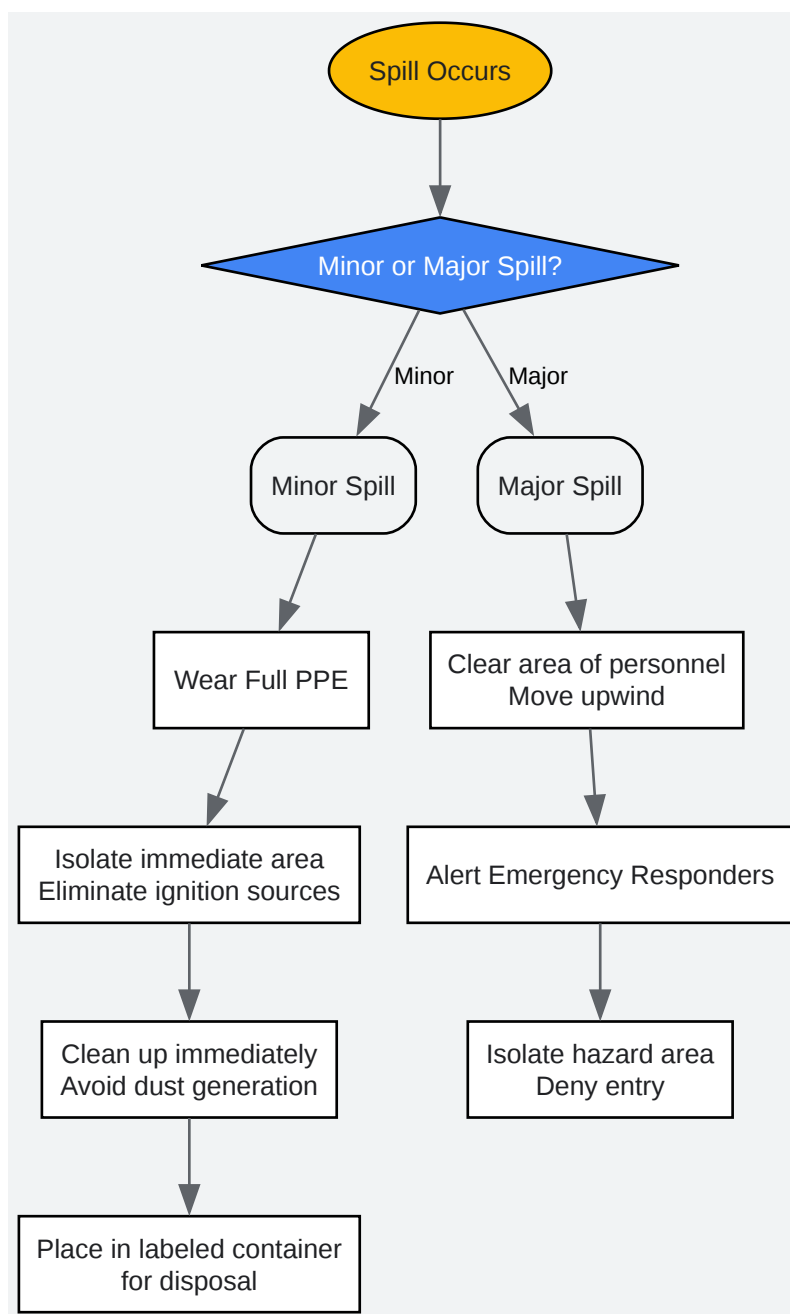 Spill Occurs
Minor or Major Spill?
Minor
Major
Minor Spill
Major Spill
Wear Full PPE
Clear area of personnel
Move upwind
Isolate immediate area
Eliminate ignition sources
Alert Emergency Responders
Clean up immediately
Avoid dust generation
Isolate hazard area
Deny entry
Place in labeled container
for disposal